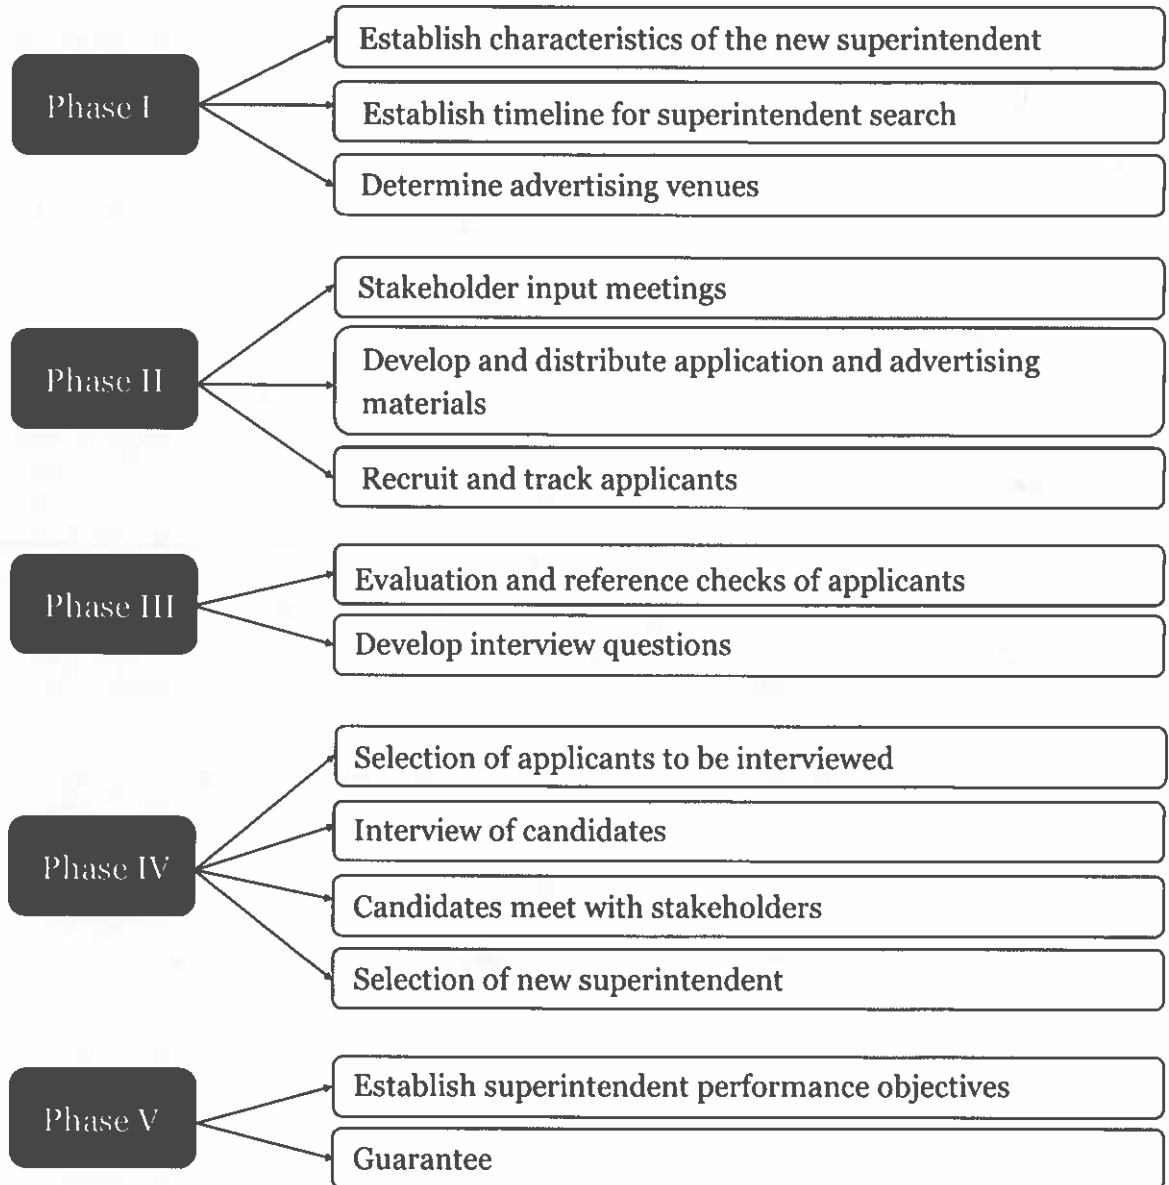 Phase I
Establish characteristics of the new superintendent
Establish timeline for superintendent search
Determine advertising venues
Phase II
Stakeholder input meetings
Develop and distribute application and advertising
materials
Recruit and track applicants
Phase III
Evaluation and reference checks of applicants
Develop interview questions
Phase IV
Selection of applicants to be interviewed
Interview of candidates
Candidates meet with stakeholders
Selection of new superintendent
Phase V
Establish superintendent performance objectives
Guarantee